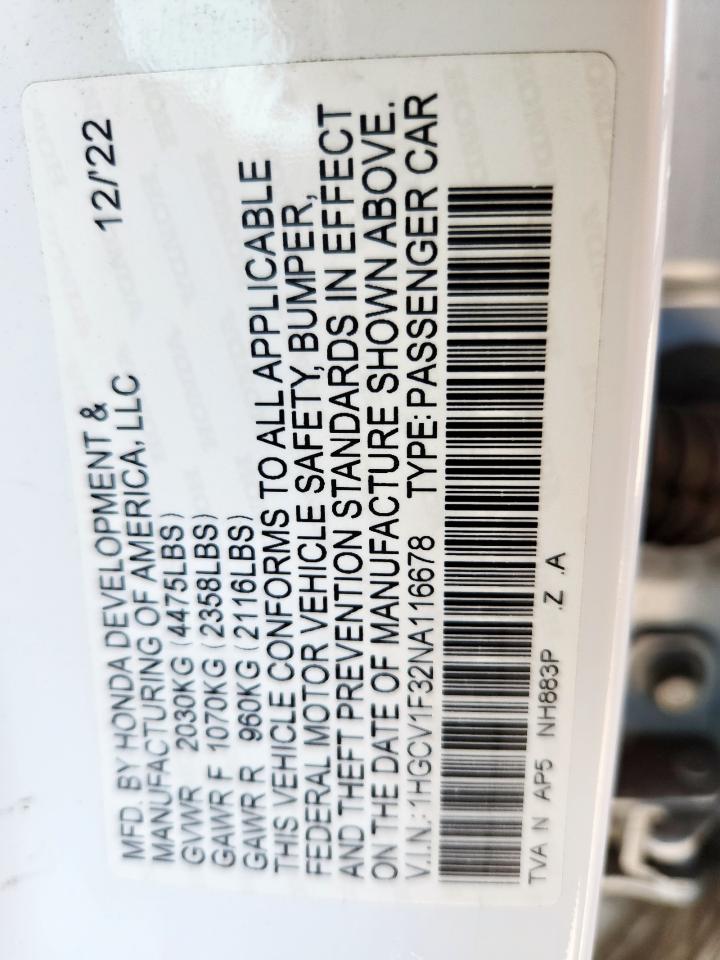 MFD. BY HONDA DEVELOPMENT & 12/'22
MANUFACTURING OF AMERICA, LLC
GVWR 2030KG (4475LBS)
GAWR F 1070KG (2358LBS)
GAWR R 960KG (2116LBS)
THIS VEHICLE CONFORMS TO ALL APPLICABLE
FEDERAL MOTOR VEHICLE SAFETY, BUMPER,
AND THEFT PREVENTION STANDARDS IN EFFECT
ON THE DATE OF MANUFACTURE SHOWN ABOVE.
V.I.N.: 1HGCV1F32NA116678 TYPE: PASSENGER CAR
TVA N AP5 NH883P .Z .A